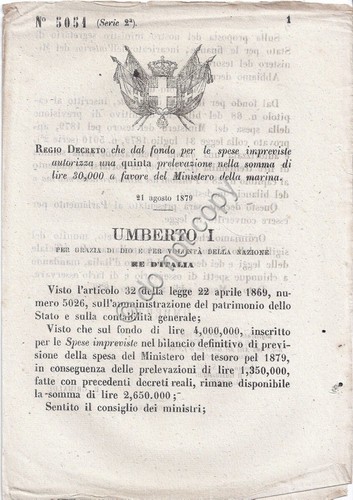 N° 5051 (Serie 2ª) 1
REGIO DECRETO che dal fondo per le spese impreviste
autorizza una quinta prelevazione nella somma di
lire 30,000 a favore del Ministero della marina.
21 agosto 1879
UMBERTO I
PER GRAZIA DI DIO E PER VOLONTÀ DELLA NAZIONE
RE D'ITALIA
Visto l'articolo 32 della legge 22 aprile 1869, nu-
mero 5026, sull'amministrazione del patrimonio dello
Stato e sulla contabilità generale;
Visto che sul fondo di lire 4,000,000, inscritto
per le Spese impreviste nel bilancio definitivo di previ-
sione della spesa del Ministero del tesoro pel 1879,
in conseguenza delle prelevazioni di lire 1,350,000,
fatte con precedenti decreti reali, rimane disponibile
la somma di lire 2,650,000;
Sentito il consiglio dei ministri;
do not copy